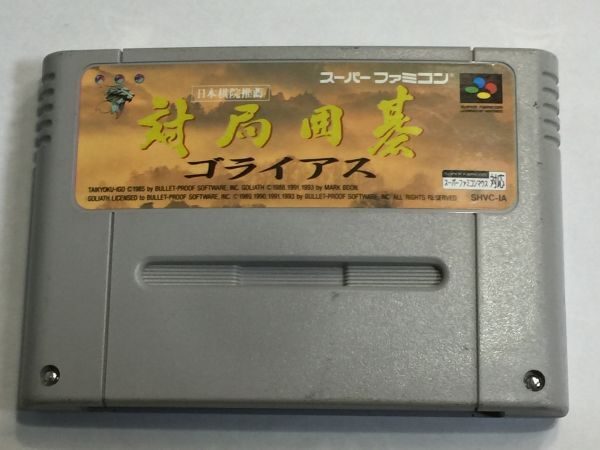 スーパーファミコン
SUPER FAMICOM
日本棋院推薦
対局囲碁
ゴライアス
TAIKYOKU-IGO ©1985 by BULLET-PROOF SOFTWARE, INC. GOLIATH ©1988,1991,1993 by MARK BOON.
GOLIATH LICENSED to BULLET-PROOF SOFTWARE, INC. ©1989,1990,1991,1993 by BULLET-PROOF SOFTWARE, INC. ALL RIGHTS RESERVED
スーパーファミコンマウス対応
SHVC-IA